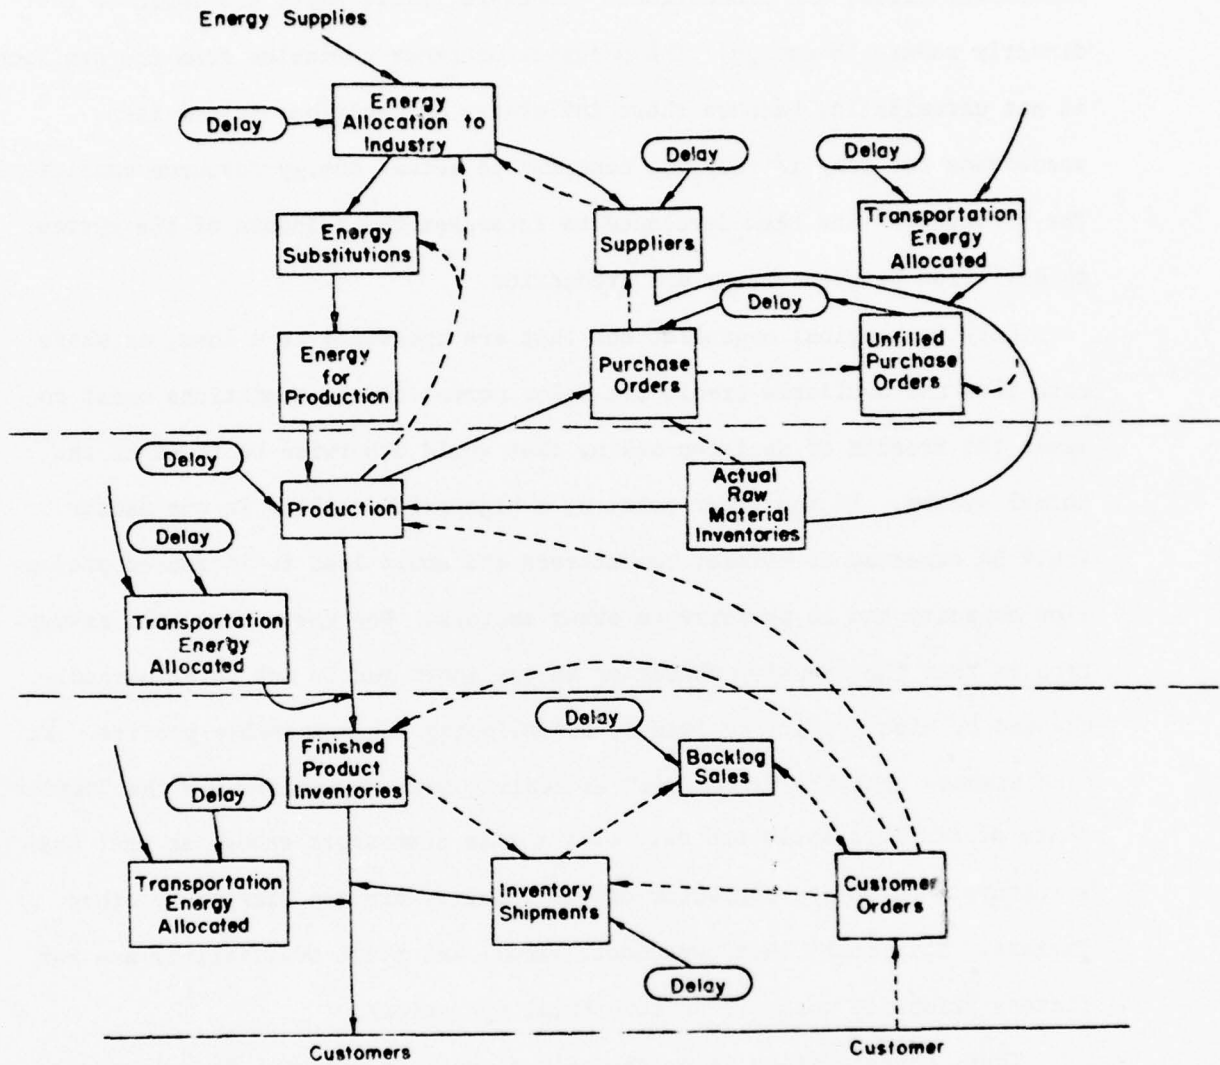 Energy Supplies
Energy
Allocation to
Industry
Delay
Delay
Delay
Energy
Substitutions
Suppliers
Transportation
Energy
Allocated
Delay
Energy
for
Production
Purchase
Orders
Unfilled
Purchase
Orders
Delay
Production
Actual
Raw
Material
Inventories
Delay
Transportation
Energy
Allocated
Finished
Product
Inventories
Delay
Backlog
Sales
Delay
Transportation
Energy
Allocated
Inventory
Shipments
Customer
Orders
Delay
Customers
Customer